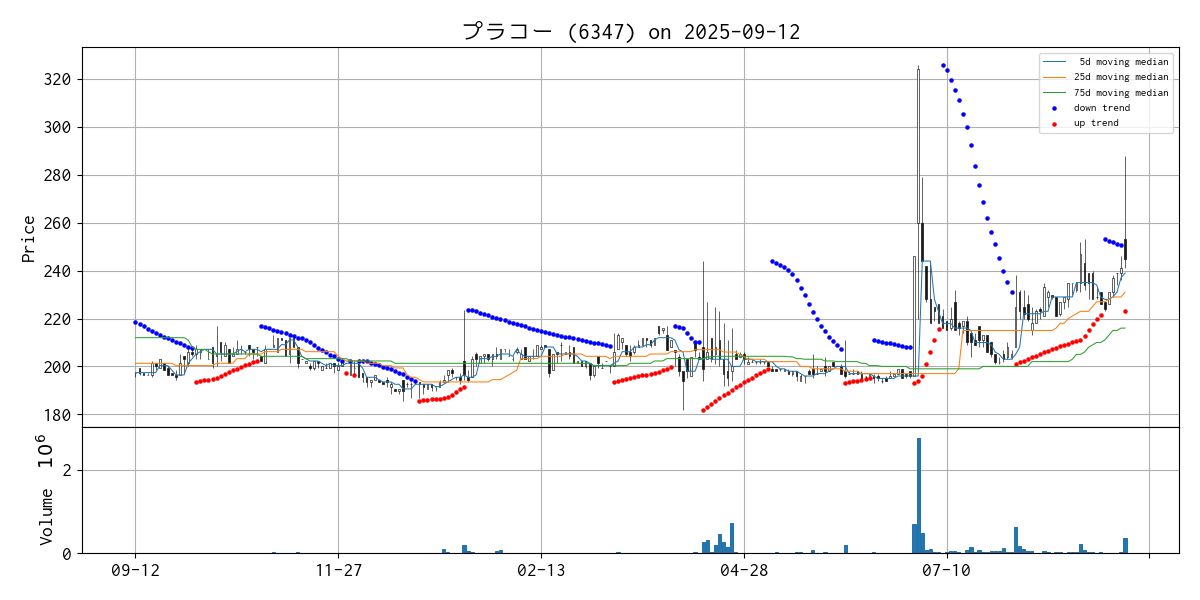 プラコー (6347) on 2025-09-12
5d moving median
25d moving median
75d moving median
down trend
up trend
Price
320
300
280
260
240
220
200
180
Volume 10^6
2
0
09-12 11-27 02-13 04-28 07-10